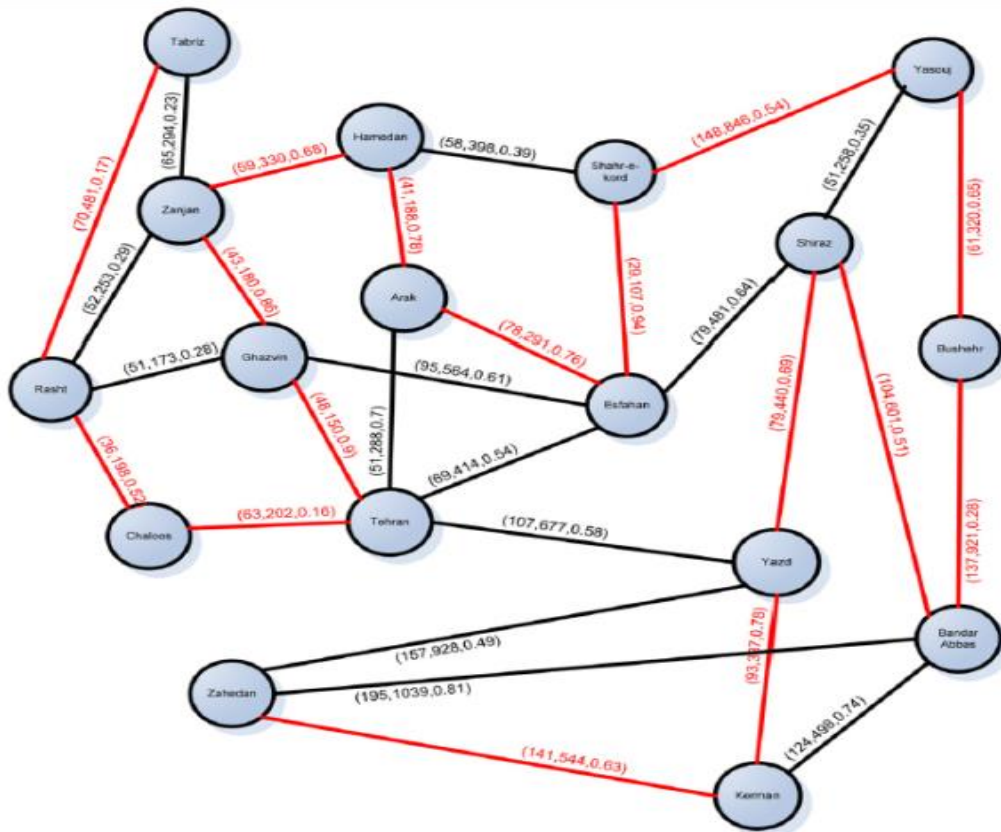 Tabriz
Yasouj
Hamedan
(58,398,0.39)
(148,846,0.54)
Shahr-e-
kord
(65,294,0.23)
(59,330,0.68)
(70,481,0.17)
Zanjan
(41,188,0.78)
(51,258,0.35)
Shiraz
(61,320,0.65)
(52,253,0.29)
(43,180,0.86)
Arak
(29,107,0.94)
(79,481,0.64)
(78,291,0.76)
Rasht
(51,173,0.28)
Ghazvin
(95,564,0.61)
Esfahan
Bushehr
(104,601,0.51)
(79,440,0.69)
(48,150,0.9)
(51,288,0.7)
(69,414,0.54)
(36,198,0.52
Chaloos
(63,202,0.16)
Tehran
(107,677,0.58)
Yazd
(137,921,0.28)
Bandar
Abbas
(157,928,0.49)
Zahedan
(195,1039,0.81)
(124,498,0.74)
(141,544,0.63)
Kerman